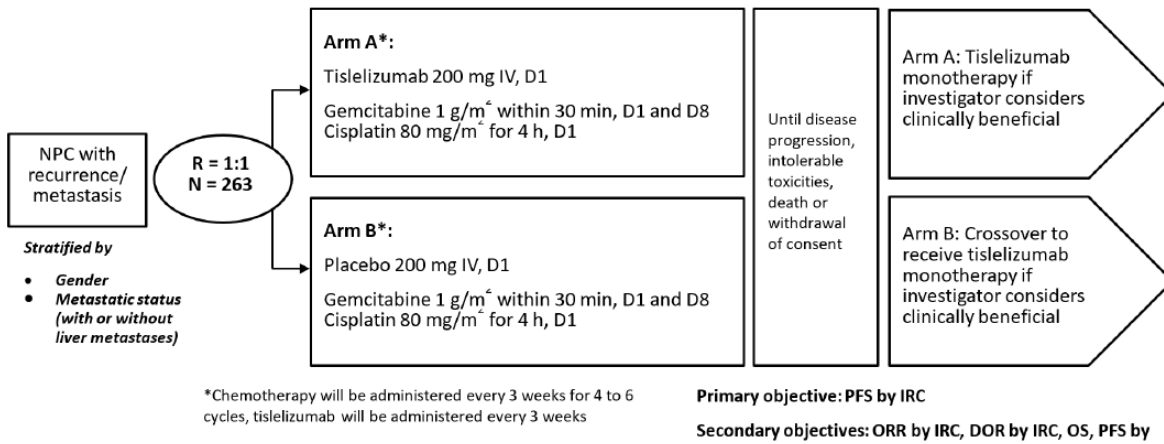 NPC with
recurrence/
metastasis
Stratified by
• Gender
• Metastatic status
(with or without
liver metastases)
R = 1:1
N = 263
Arm A*:
Tislelizumab 200 mg IV, D1
Gemcitabine 1 g/m² within 30 min, D1 and D8
Cisplatin 80 mg/m² for 4 h, D1
Arm B*:
Placebo 200 mg IV, D1
Gemcitabine 1 g/m² within 30 min, D1 and D8
Cisplatin 80 mg/m² for 4 h, D1
Until disease
progression,
intolerable
toxicities,
death or
withdrawal
of consent
Arm A: Tislelizumab
monotherapy if
investigator considers
clinically beneficial
Arm B: Crossover to
receive tislelizumab
monotherapy if
investigator considers
clinically beneficial
*Chemotherapy will be administered every 3 weeks for 4 to 6
cycles, tislelizumab will be administered every 3 weeks
Primary objective: PFS by IRC
Secondary objectives: ORR by IRC, DOR by IRC, OS, PFS by